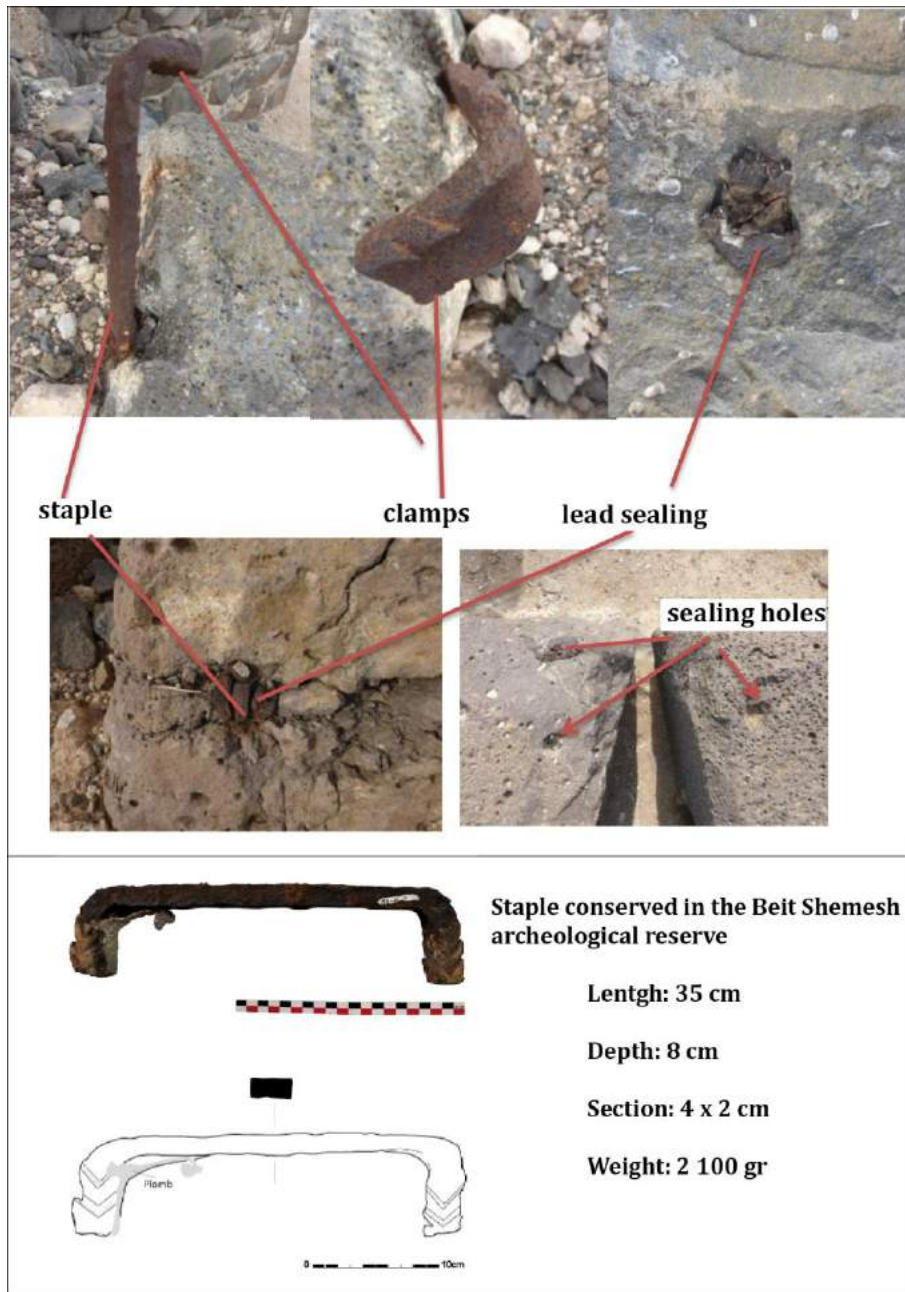 staple
clamps
lead sealing
sealing holes
Staple conserved in the Beit Shemesh
archeological reserve
Lentgh: 35 cm
Depth: 8 cm
Section: 4 x 2 cm
Weight: 2 100 gr
Plomb
0
10cm